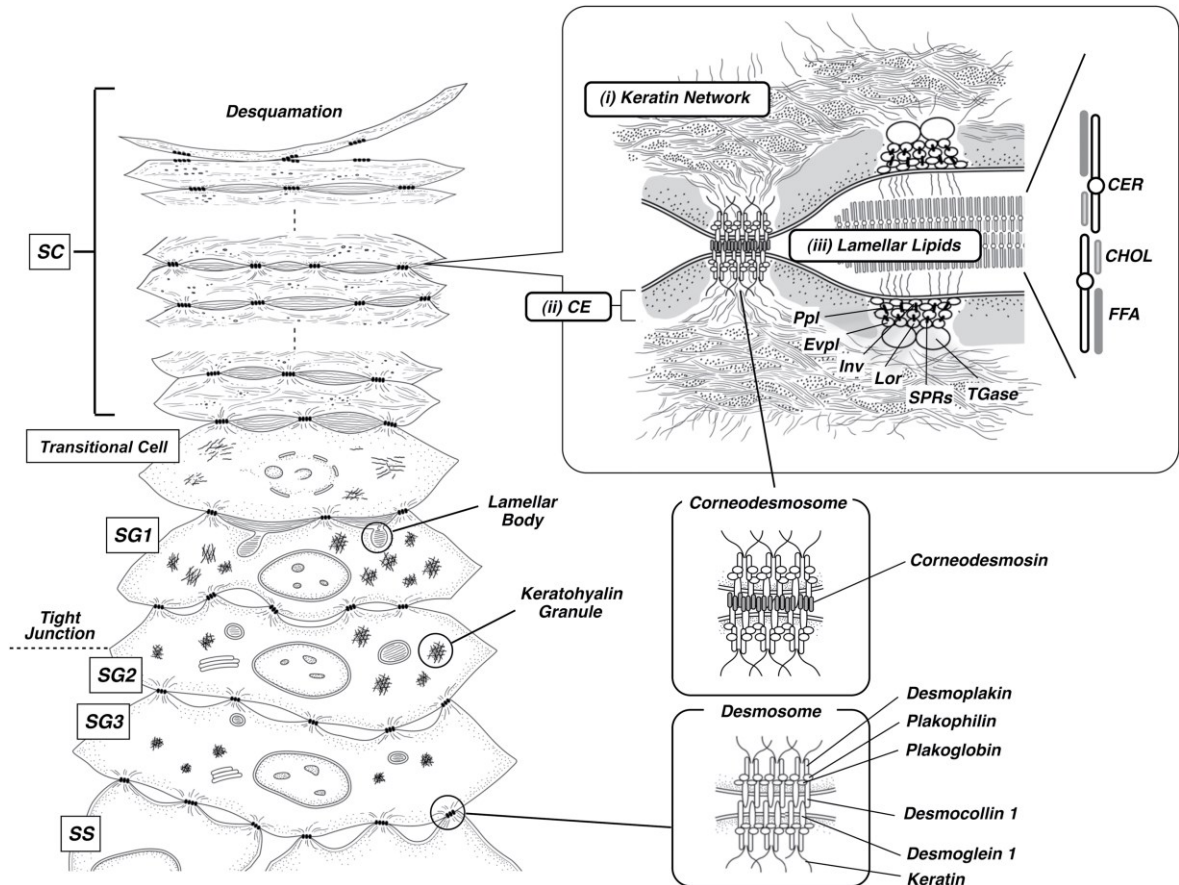 Desquamation
SC
Transitional Cell
SG1
Tight
Junction
SG2
SG3
SS
Lamellar
Body
Keratohyalin
Granule
(i) Keratin Network
(ii) CE
(iii) Lamellar Lipids
Ppl
Evpl
Inv
Lor
SPRs
TGase
CER
CHOL
FFA
Corneodesmosome
Corneodesmosin
Desmosome
Desmoplakin
Plakophilin
Plakoglobin
Desmocollin 1
Desmoglein 1
Keratin